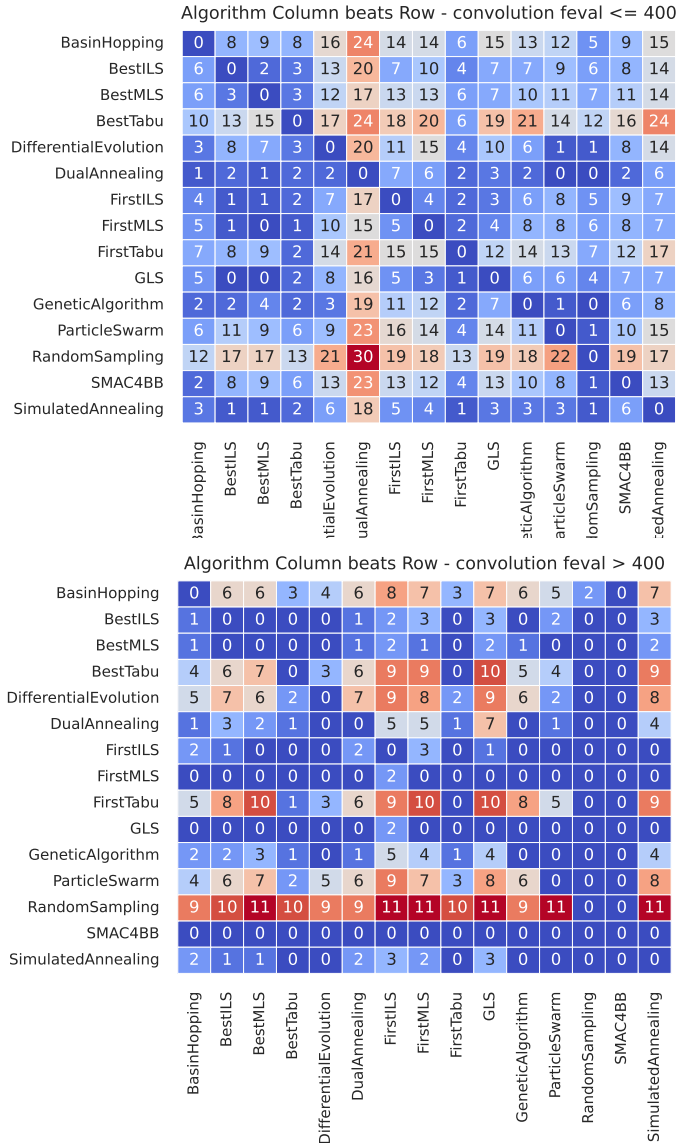 Algorithm Column beats Row - convolution feval <= 400
BasinHopping 0 8 9 8 16 24 14 14 6 15 13 12 5 9 15
BestILS 6 0 2 3 13 20 7 10 4 7 7 9 6 8 14
BestMLS 6 3 0 3 12 17 13 13 6 7 10 11 7 11 14
BestTabu 10 13 15 0 17 24 18 20 6 19 21 14 12 16 24
DifferentialEvolution 3 8 7 3 0 20 11 15 4 10 6 1 1 8 14
DualAnnealing 1 2 1 2 2 0 7 6 2 3 2 0 0 2 6
FirstILS 4 1 1 2 7 17 0 4 2 3 6 8 5 9 7
FirstMLS 5 1 0 1 10 15 5 0 2 4 8 8 6 8 7
FirstTabu 7 8 9 2 14 21 15 15 0 12 14 13 7 12 17
GLS 5 0 0 2 8 16 5 3 1 0 6 6 4 7 7
GeneticAlgorithm 2 2 4 2 3 19 11 12 2 7 0 1 0 6 8
ParticleSwarm 6 11 9 6 9 23 16 14 4 14 11 0 1 10 15
RandomSampling 12 17 17 13 21 30 19 18 13 19 18 22 0 19 17
SMAC4BB 2 8 9 6 13 23 13 12 4 13 10 8 1 0 13
SimulatedAnnealing 3 1 1 2 6 18 5 4 1 3 3 3 1 6 0
BasinHopping
BestILS
BestMLS
BestTabu
ntialEvolution
ualAnnealing
FirstILS
FirstMLS
FirstTabu
GLS
eticAlgorithm
articleSwarm
lomSampling
SMAC4BB
tedAnnealing
Algorithm Column beats Row - convolution feval > 400
BasinHopping 0 6 6 3 4 6 8 7 3 7 6 5 2 0 7
BestILS 1 0 0 0 0 1 2 3 0 3 0 2 0 0 3
BestMLS 1 0 0 0 0 1 2 1 0 2 1 0 0 0 2
BestTabu 4 6 7 0 3 6 9 9 0 10 5 4 0 0 9
DifferentialEvolution 5 7 6 2 0 7 9 8 2 9 6 2 0 0 8
DualAnnealing 1 3 2 1 0 0 5 5 1 7 0 1 0 0 4
FirstILS 2 1 0 0 0 2 0 3 0 1 0 0 0 0 0
FirstMLS 0 0 0 0 0 0 2 0 0 0 0 0 0 0 0
FirstTabu 5 8 10 1 3 6 9 10 0 10 8 5 0 0 9
GLS 0 0 0 0 0 0 2 0 0 0 0 0 0 0 0
GeneticAlgorithm 2 2 3 1 0 1 5 4 1 4 0 0 0 0 4
ParticleSwarm 4 6 7 2 5 6 9 7 3 8 6 0 0 0 8
RandomSampling 9 10 11 10 9 9 11 11 10 11 9 11 0 0 11
SMAC4BB 0 0 0 0 0 0 0 0 0 0 0 0 0 0 0
SimulatedAnnealing 2 1 1 0 0 2 3 2 0 3 0 0 0 0 0
BasinHopping
BestILS
BestMLS
BestTabu
DifferentialEvolution
DualAnnealing
FirstILS
FirstMLS
FirstTabu
GLS
GeneticAlgorithm
ParticleSwarm
RandomSampling
SMAC4BB
SimulatedAnnealing